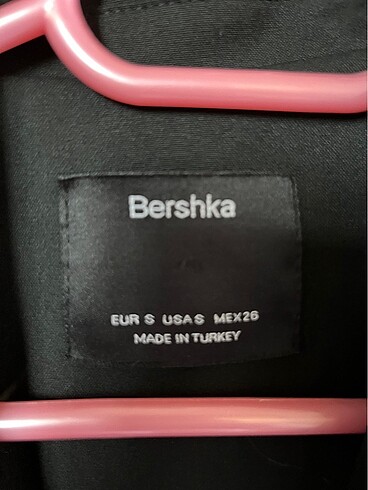 Bershka
EUR S USA S MEX 26
MADE IN TURKEY